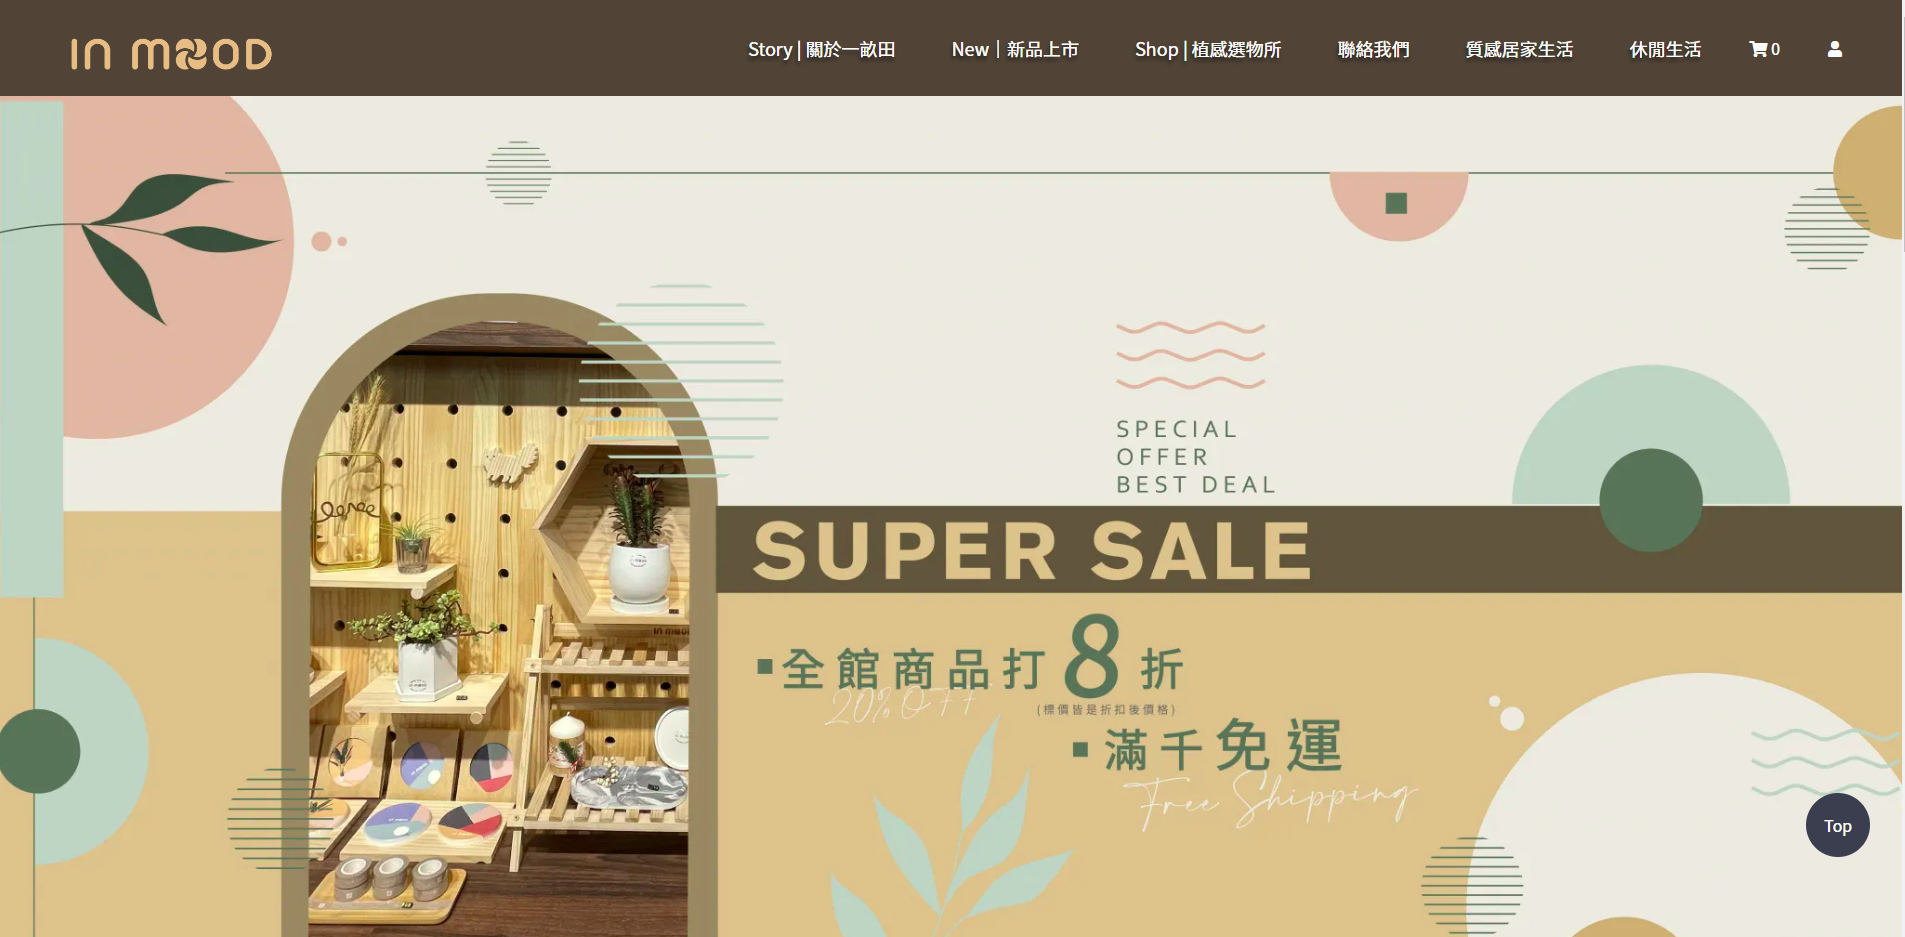 IN MOOD
Story | 關於一畝田
New | 新品上市
Shop | 植感選物所
聯絡我們
質感居家生活
休閒生活
0
SPECIAL
OFFER
BEST DEAL
SUPER SALE
全館商品打8折
20% OFF
(標價皆是折扣後價格)
滿千免運
Free Shipping
Top
in mood